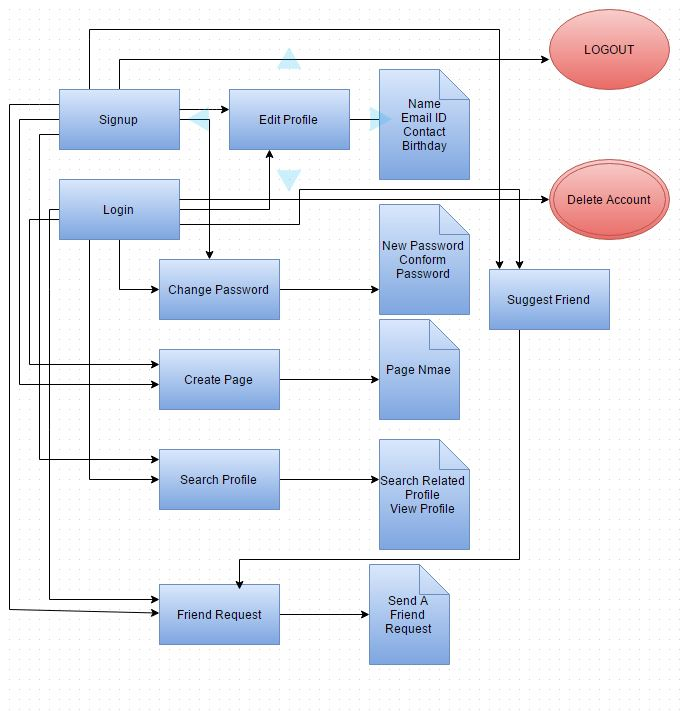 LOGOUT
Signup
Edit Profile
Name
Email ID
Contact
Birthday
Login
Delete Account
New Password
Conform
Password
Change Password
Suggest Friend
Create Page
Page Nmae
Search Profile
Search Related
Profile
View Profile
Friend Request
Send A
Friend
Request